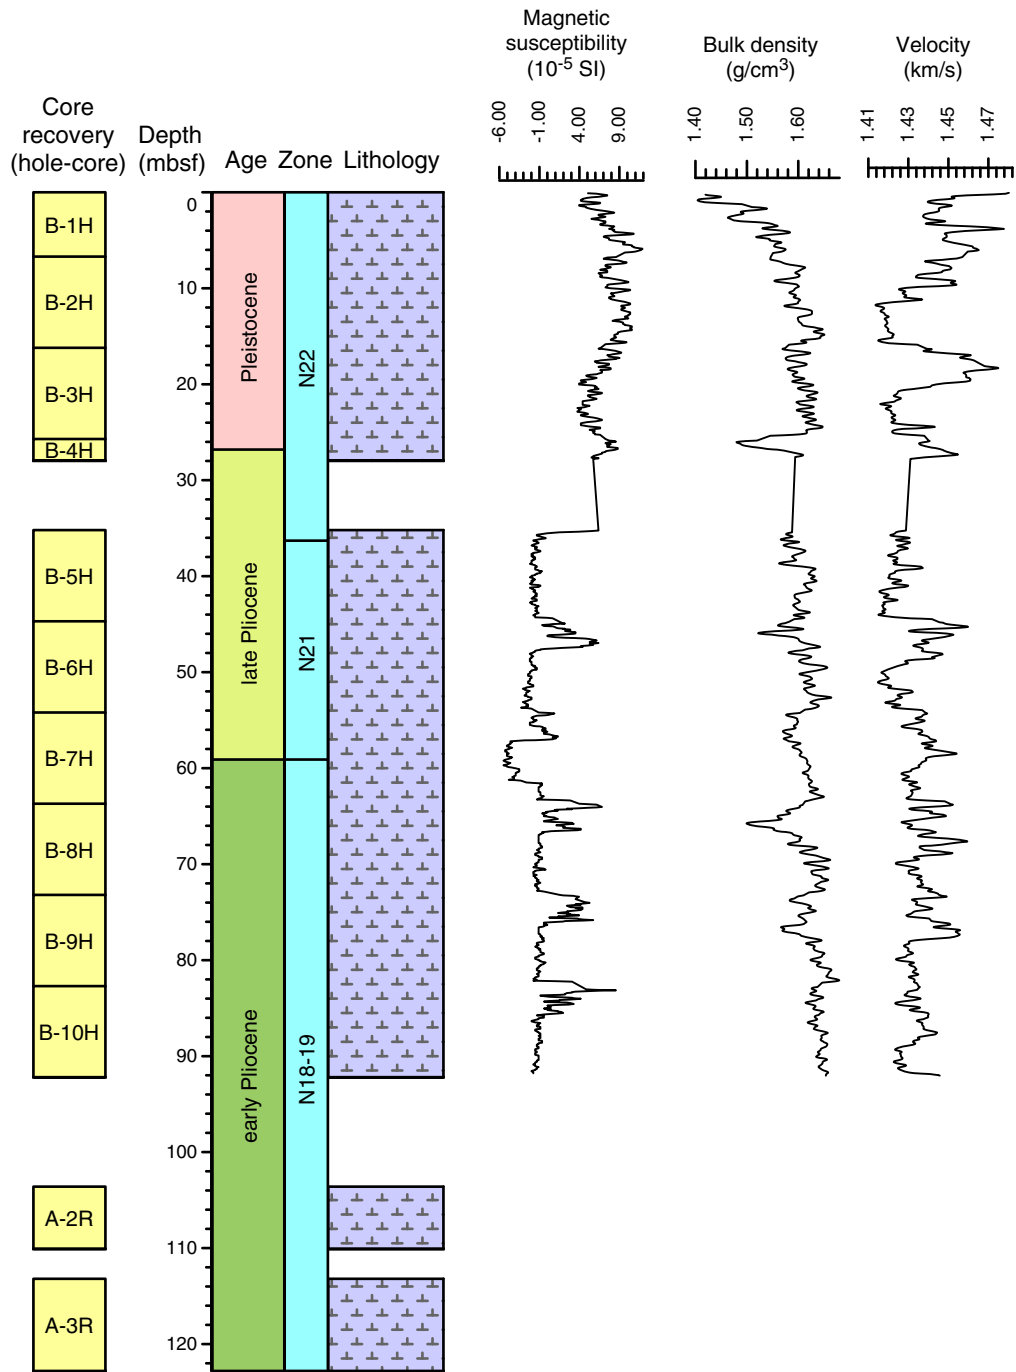 Magnetic
susceptibility
(10⁻⁵ SI)
Bulk density
(g/cm³)
Velocity
(km/s)
-6.00
-1.00
4.00
9.00
1.40
1.50
1.60
1.41
1.43
1.45
1.47
Core
recovery
(hole-core)
Depth
(mbsf)
Age
Zone
Lithology
B-1H
B-2H
B-3H
B-4H
B-5H
B-6H
B-7H
B-8H
B-9H
B-10H
A-2R
A-3R
0
10
20
30
40
50
60
70
80
90
100
110
120
Pleistocene
late Pliocene
early Pliocene
N22
N21
N18-19